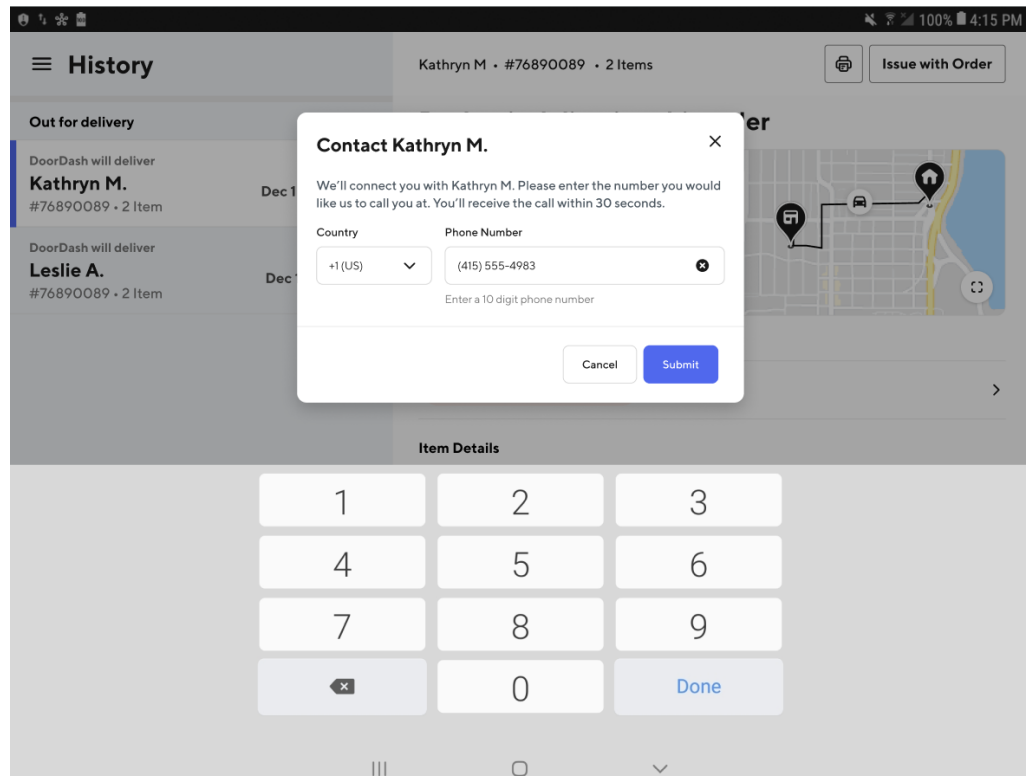 100% 4:15 PM
History
Kathryn M • #76890089 • 2 Items
Issue with Order
Out for delivery
er
DoorDash will deliver
Kathryn M.
Dec 1
#76890089 • 2 Item
DoorDash will deliver
Leslie A.
Dec
#76890089 • 2 Item
Contact Kathryn M.
We’ll connect you with Kathryn M. Please enter the number you would
like us to call you at. You’ll receive the call within 30 seconds.
Country
Phone Number
+1 (US)
(415) 555-4983
Enter a 10 digit phone number
Cancel
Submit
Item Details
1 2 3
4 5 6
7 8 9
0 Done